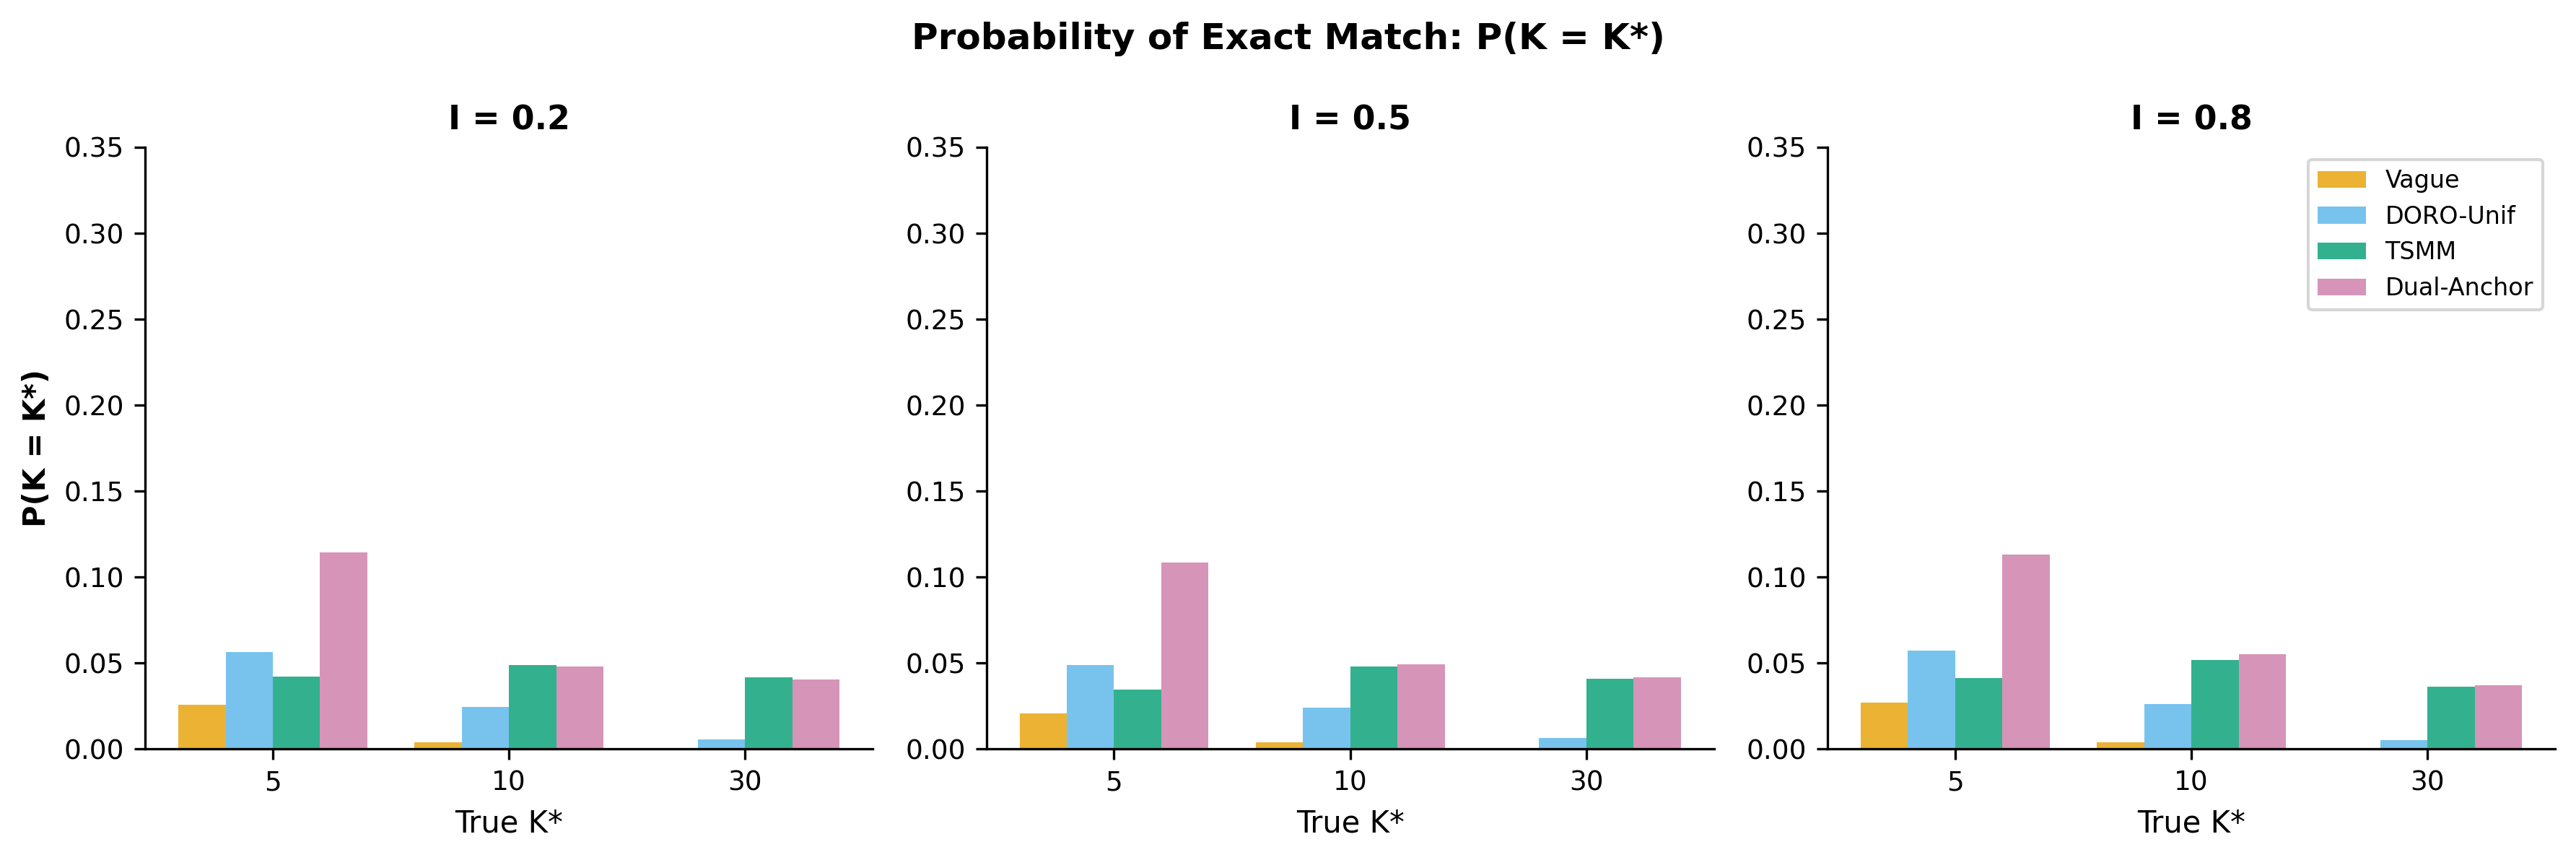 Probability of Exact Match: P(K = K*)
I = 0.2
P(K = K*)
0.35
0.30
0.25
0.20
0.15
0.10
0.05
0.00
5 10 30
True K*
I = 0.5
0.35
0.30
0.25
0.20
0.15
0.10
0.05
0.00
5 10 30
True K*
I = 0.8
0.35
0.30
0.25
0.20
0.15
0.10
0.05
0.00
5 10 30
True K*
Vague
DORO-Unif
TSMM
Dual-Anchor